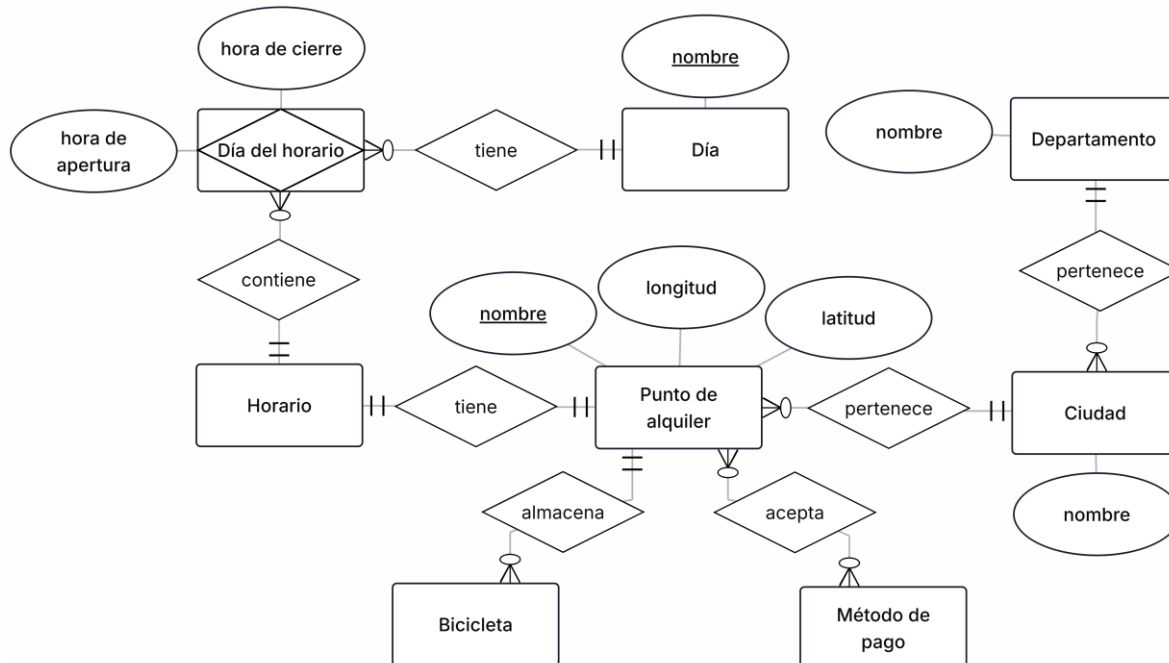 hora de cierre
nombre
hora de
apertura
Día del horario
tiene
Día
nombre
Departamento
contiene
pertenece
nombre
longitud
latitud
Horario
tiene
Punto de
alquiler
pertenece
Ciudad
almacena
acepta
nombre
Bicicleta
Método de
pago